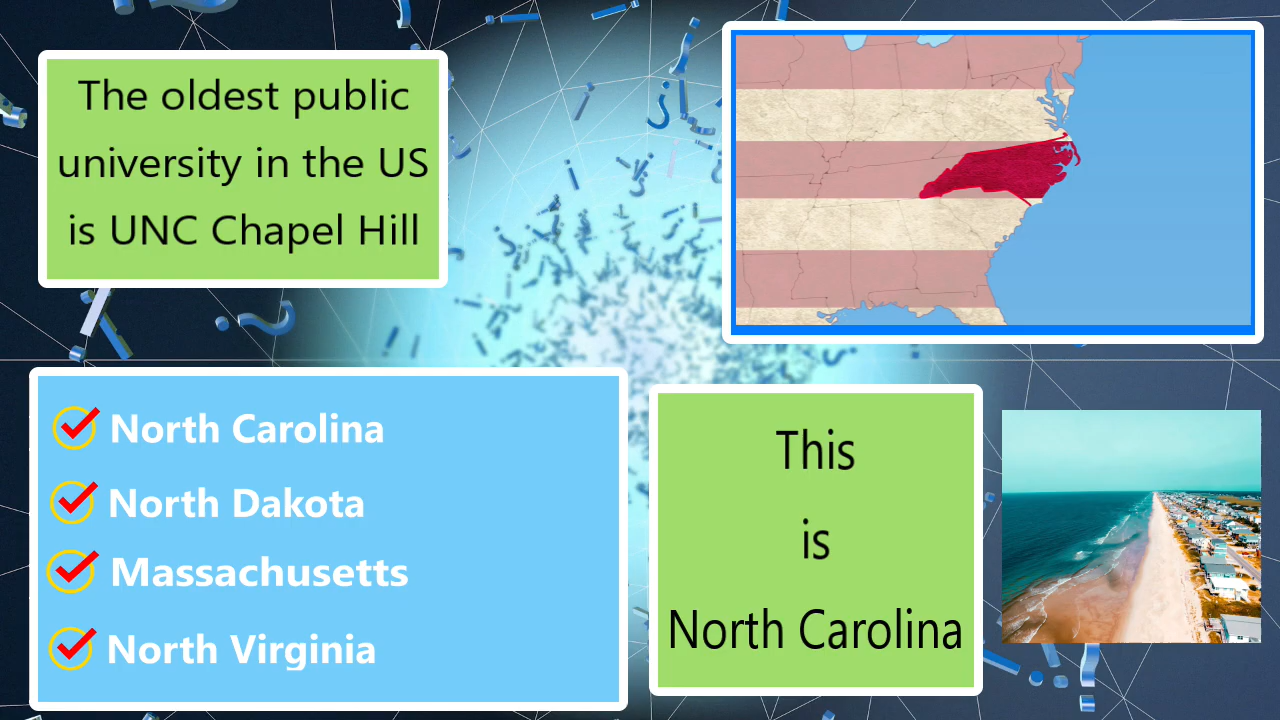 The oldest public
university in the US
is UNC Chapel Hill
North Carolina
North Dakota
Massachusetts
North Virginia
This
is
North Carolina